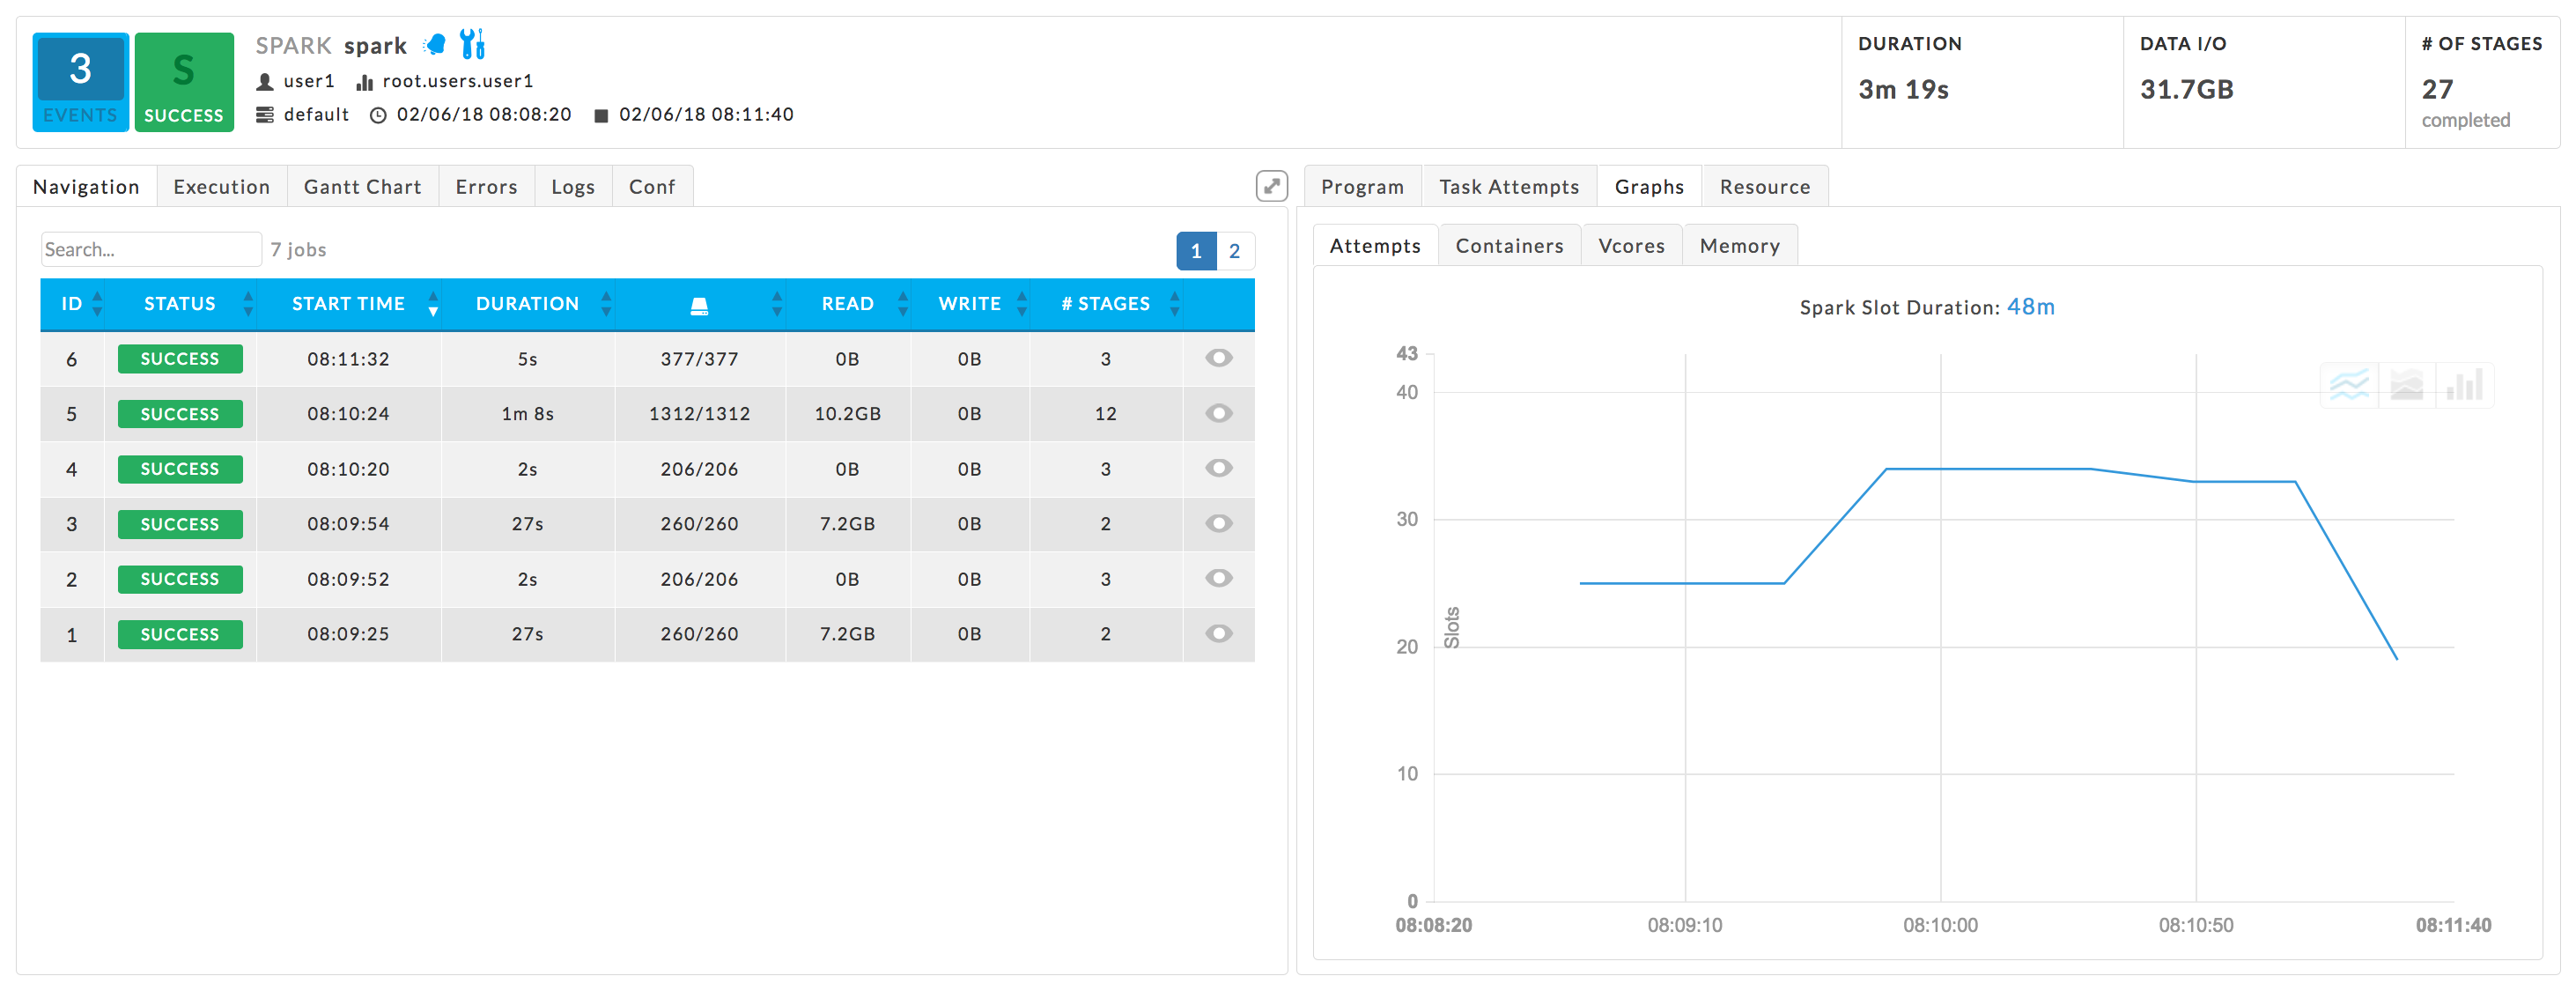 3
EVENTS
S
SUCCESS
SPARK spark
user1 root.users.user1
default 02/06/18 08:08:20 02/06/18 08:11:40
DURATION
3m 19s
DATA I/O
31.7GB
# OF STAGES
27
completed
Navigation Execution Gantt Chart Errors Logs Conf
Search... 7 jobs 1 2
ID STATUS START TIME DURATION READ WRITE # STAGES
6 SUCCESS 08:11:32 5s 377/377 0B 0B 3
5 SUCCESS 08:10:24 1m 8s 1312/1312 10.2GB 0B 12
4 SUCCESS 08:10:20 2s 206/206 0B 0B 3
3 SUCCESS 08:09:54 27s 260/260 7.2GB 0B 2
2 SUCCESS 08:09:52 2s 206/206 0B 0B 3
1 SUCCESS 08:09:25 27s 260/260 7.2GB 0B 2
Program Task Attempts Graphs Resource
Attempts Containers Vcores Memory
Spark Slot Duration: 48m
43
40
30
20
10
0
Slots
08:08:20 08:09:10 08:10:00 08:10:50 08:11:40